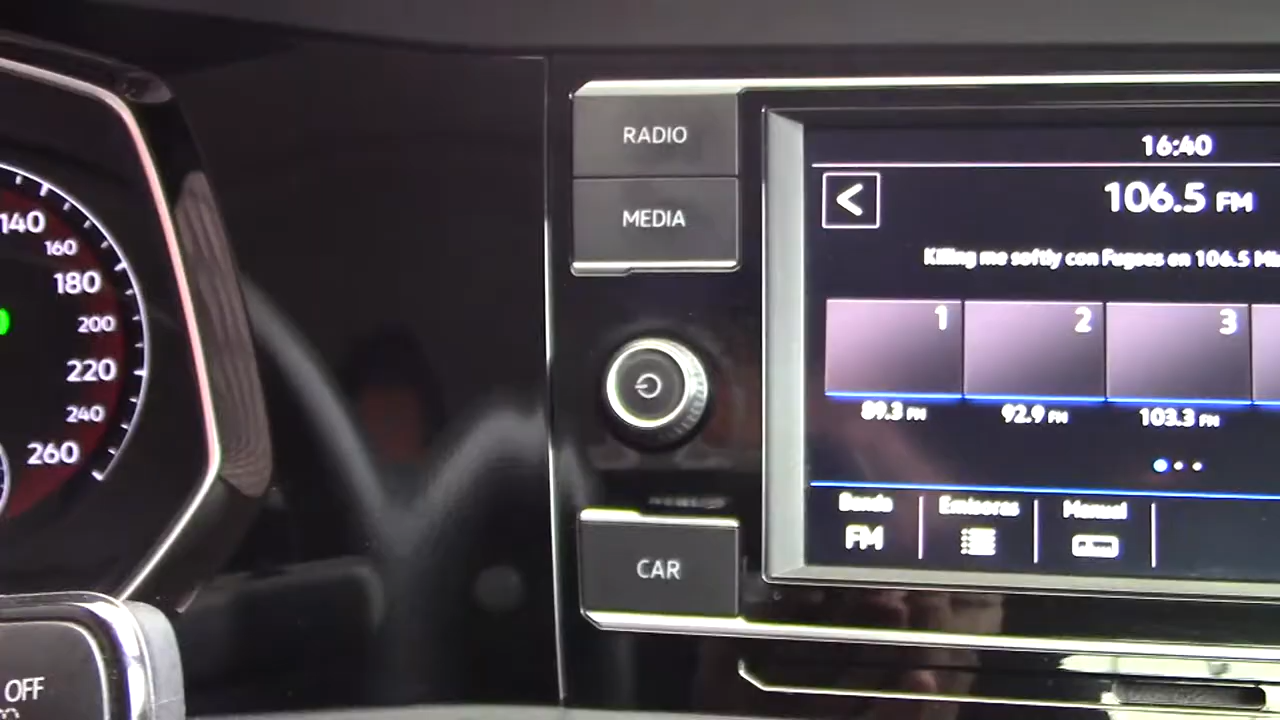 140
160
180
200
220
240
260
OFF
RADIO
MEDIA
CAR
16:40
106.5 FM
Killing me softly con Fugees en 106.5
1 2 3
89.3 FM 92.9 FM 103.3 FM
Banda Emisoras Manual
FM